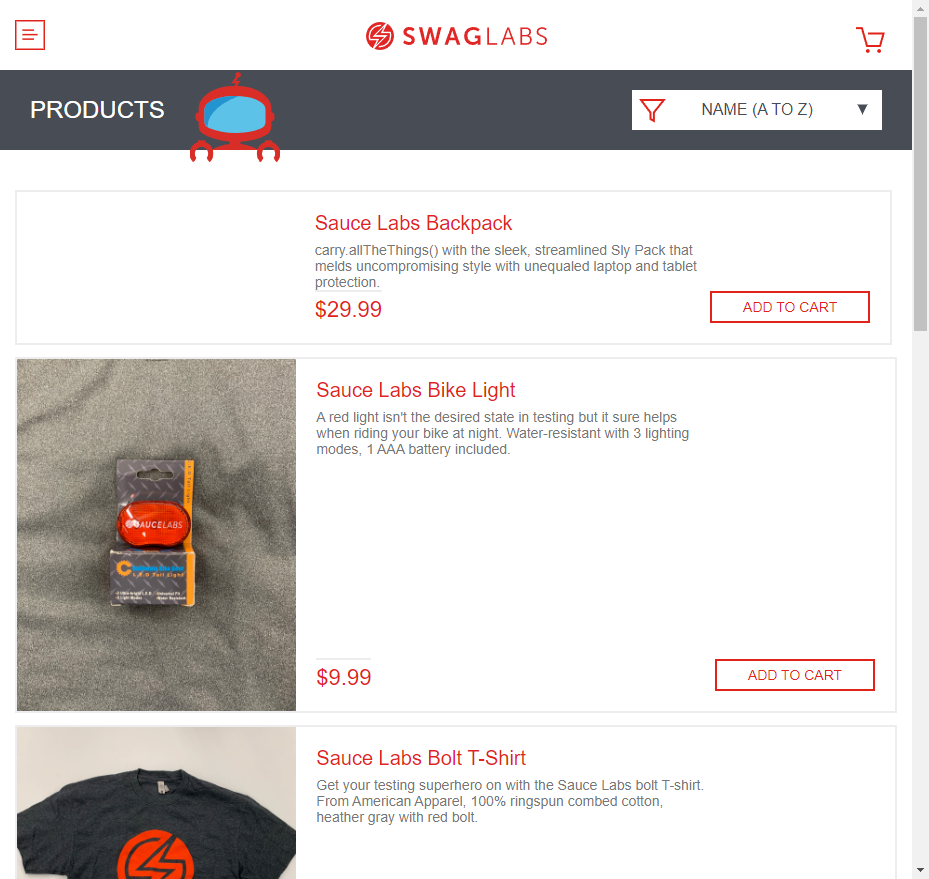 SWAGLABS
PRODUCTS
NAME (A TO Z)
Sauce Labs Backpack
carry.allTheThings() with the sleek, streamlined Sly Pack that
melds uncompromising style with unequaled laptop and tablet
protection.
$29.99
ADD TO CART
Sauce Labs Bike Light
A red light isn't the desired state in testing but it sure helps
when riding your bike at night. Water-resistant with 3 lighting
modes, 1 AAA battery included.
SAUCELABS
$9.99
ADD TO CART
Sauce Labs Bolt T-Shirt
Get your testing superhero on with the Sauce Labs bolt T-shirt.
From American Apparel, 100% ringspun combed cotton,
heather gray with red bolt.